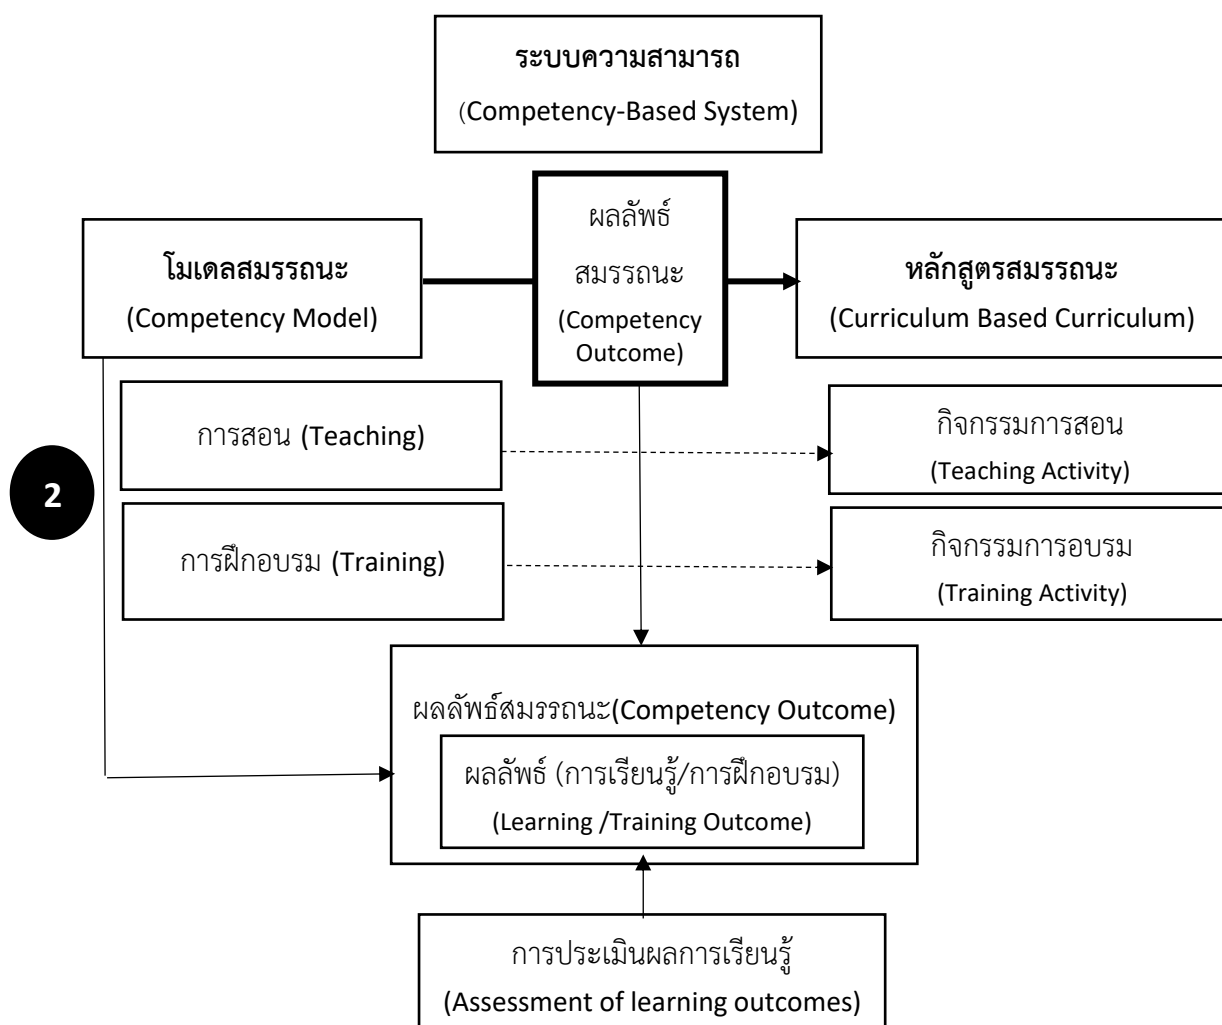 ระบบความสามารถ
(Competency-Based System)
ผลลัพธ์
สมรรถนะ
(Competency
Outcome)
โมเดลสมรรถนะ
(Competency Model)
หลักสูตรสมรรถนะ
(Curriculum Based Curriculum)
การสอน (Teaching)
กิจกรรมการสอน
(Teaching Activity)
2
การฝึกอบรม (Training)
กิจกรรมการอบรม
(Training Activity)
ผลลัพธ์สมรรถนะ(Competency Outcome)
ผลลัพธ์ (การเรียนรู้/การฝึกอบรม)
(Learning /Training Outcome)
การประเมินผลการเรียนรู้
(Assessment of learning outcomes)